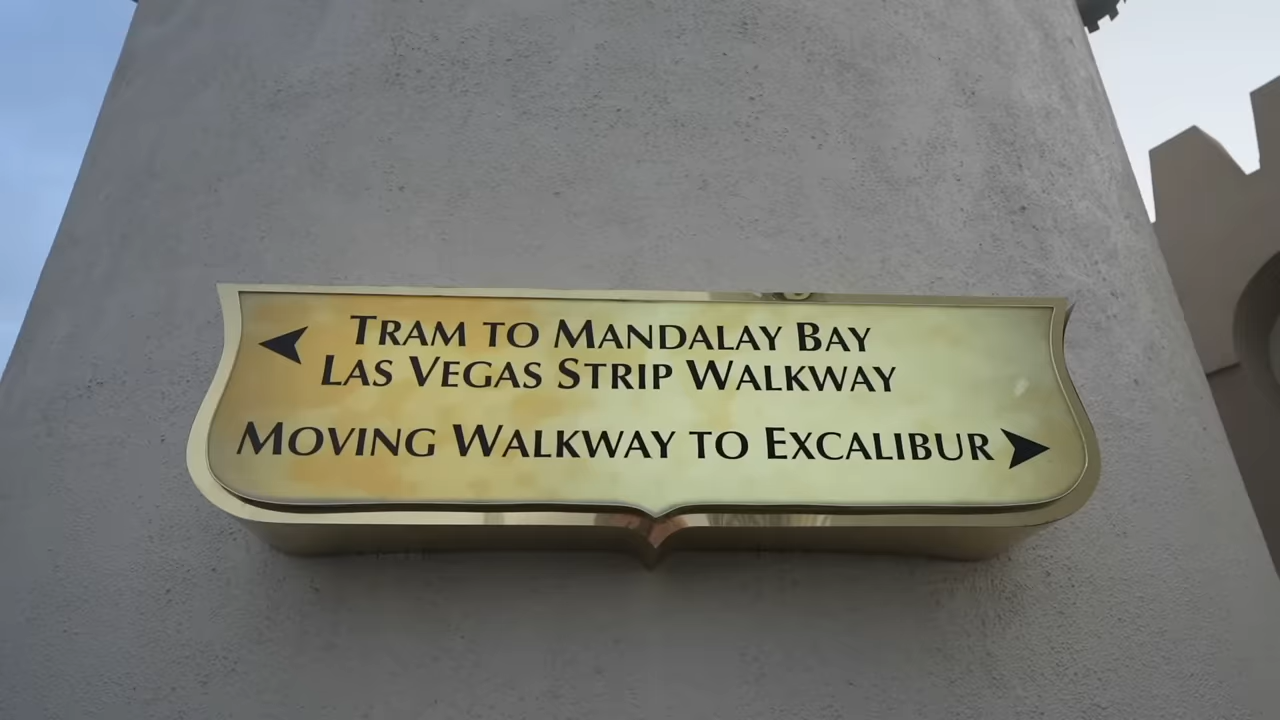 TRAM TO MANDALAY BAY
LAS VEGAS STRIP WALKWAY
MOVING WALKWAY TO EXCALIBUR